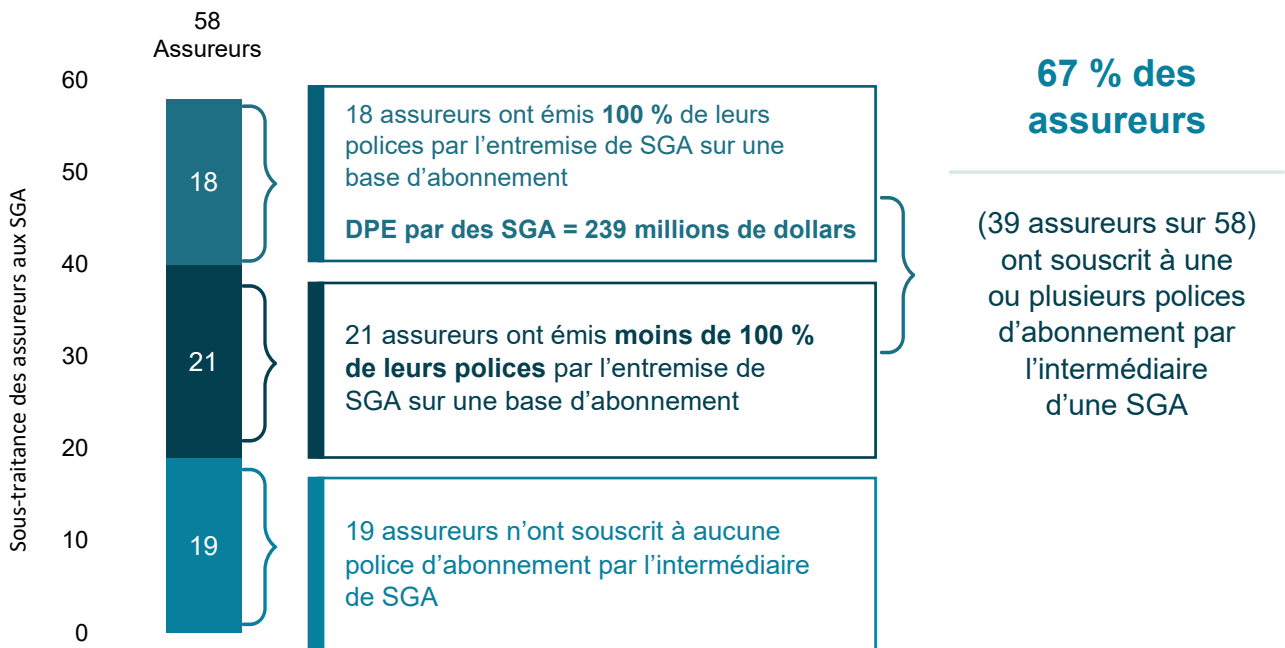 58
Assureurs
Sous-traitance des assureurs aux SGA
60
50
40
30
20
10
0
18
21
19
18 assureurs ont émis 100 % de leurs
polices par l'entremise de SGA sur une
base d'abonnement
DPE par des SGA = 239 millions de dollars
21 assureurs ont émis moins de 100 %
de leurs polices par l'entremise de
SGA sur une base d'abonnement
19 assureurs n'ont souscrit à aucune
police d'abonnement par l'intermédiaire
de SGA
67 % des
assureurs
(39 assureurs sur 58)
ont souscrit à une
ou plusieurs polices
d'abonnement par
l'intermédiaire
d'une SGA